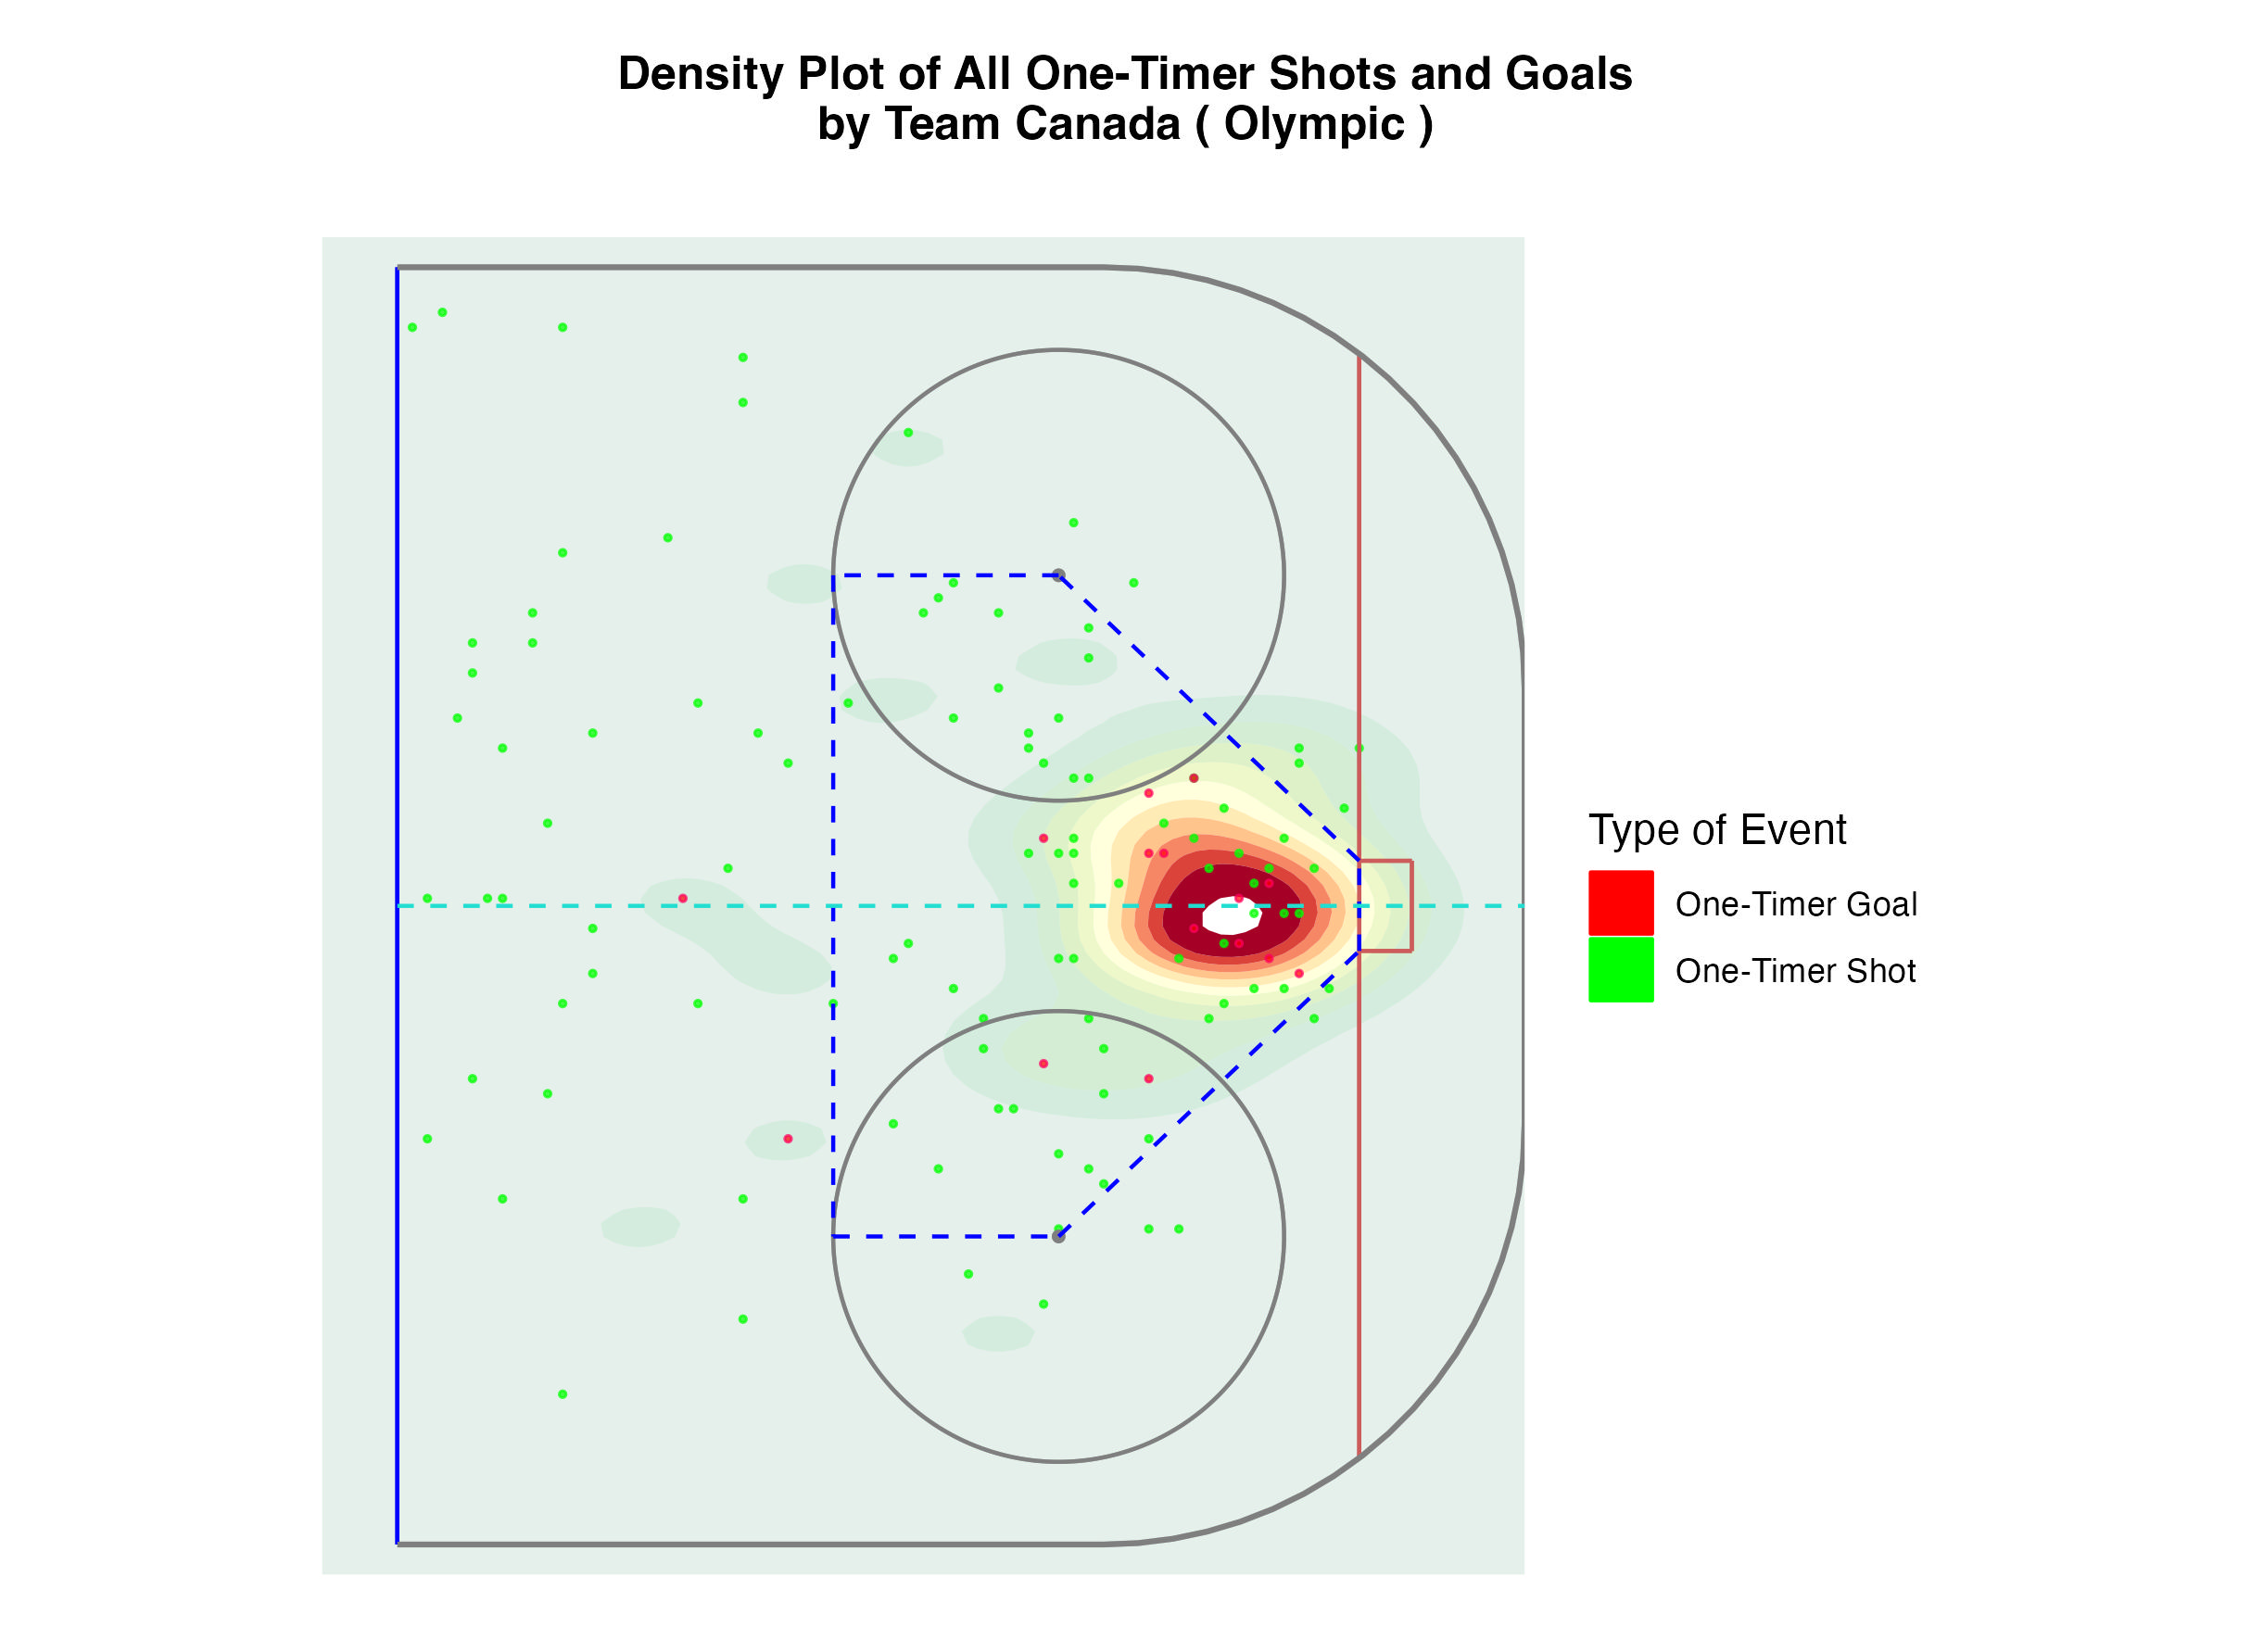 Density Plot of All One-Timer Shots and Goals
by Team Canada ( Olympic )
Type of Event
One-Timer Goal
One-Timer Shot